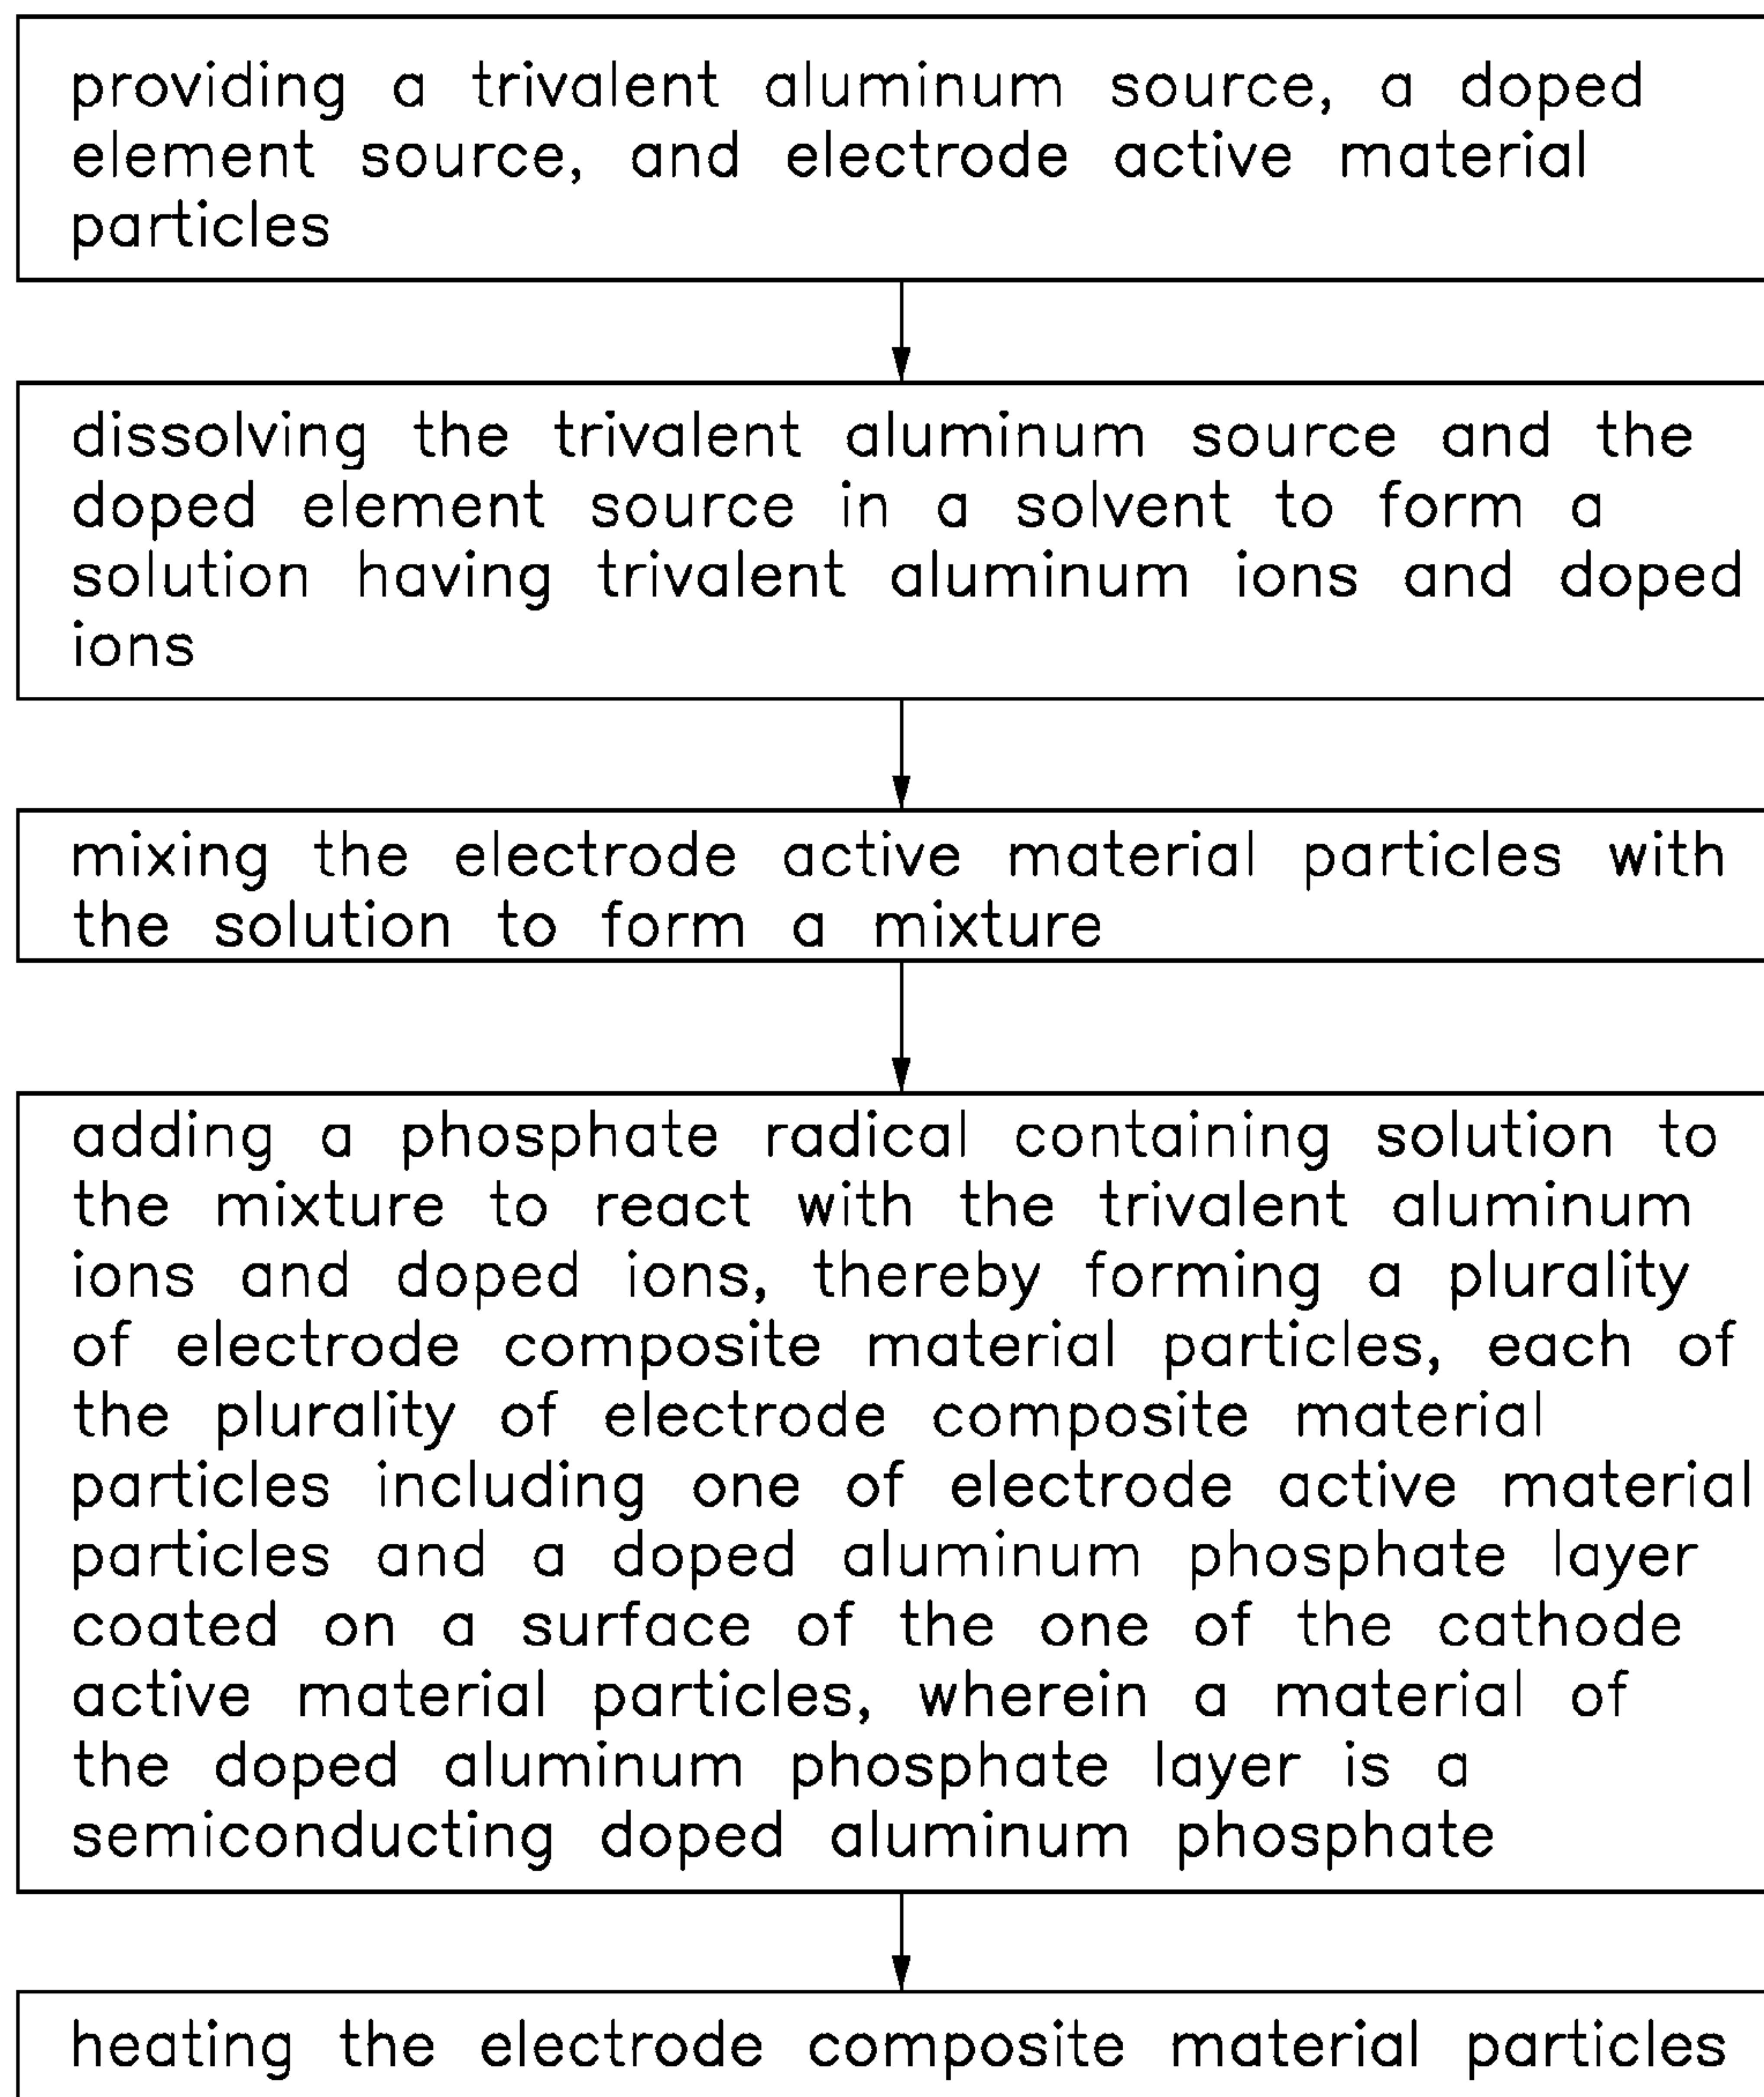 providing a trivalent aluminum source, a doped
element source, and electrode active material
particles
dissolving the trivalent aluminum source and the
doped element source in a solvent to form a
solution having trivalent aluminum ions and doped
ions
mixing the electrode active material particles with
the solution to form a mixture
adding a phosphate radical containing solution to
the mixture to react with the trivalent aluminum
ions and doped ions, thereby forming a plurality
of electrode composite material particles, each of
the plurality of electrode composite material
particles including one of electrode active material
particles and a doped aluminum phosphate layer
coated on a surface of the one of the cathode
active material particles, wherein a material of
the doped aluminum phosphate layer is a
semiconducting doped aluminum phosphate
heating the electrode composite material particles